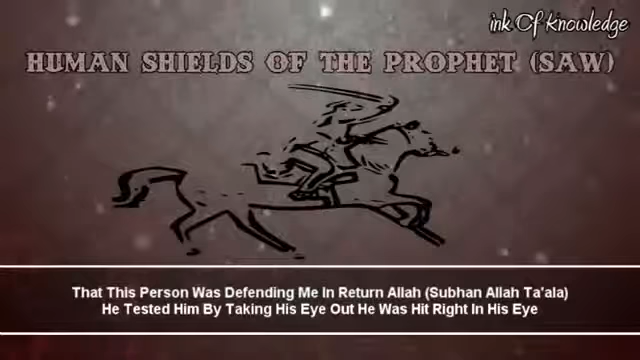 ink Of Knowledge
HUMAN SHIELDS OF THE PROPHET (SAW)
That This Person Was Defending Me In Return Allah (Subhan Allah Ta'ala)
He Tested Him By Taking His Eye Out He Was Hit Right In His Eye